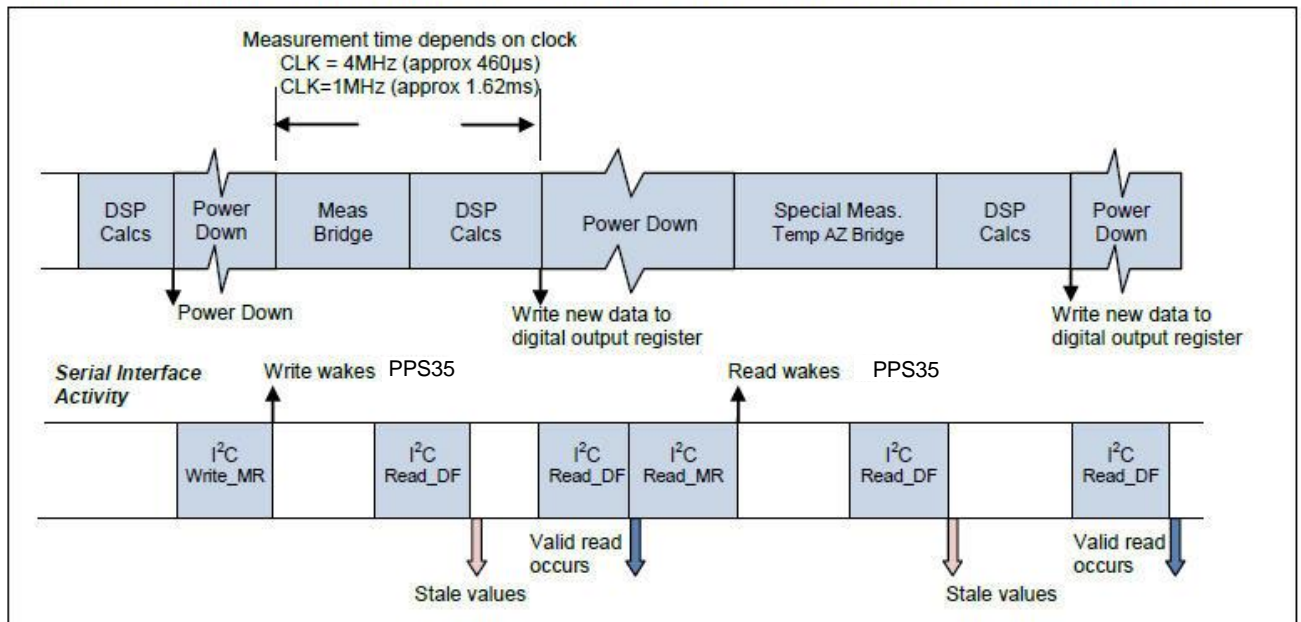 Measurement time depends on clock
CLK = 4MHz (approx 460µs)
CLK=1MHz (approx 1.62ms)
DSP
Calcs
Power
Down
Meas
Bridge
DSP
Calcs
Power Down
Special Meas.
Temp AZ Bridge
DSP
Calcs
Power
Down
Power Down
Write new data to
digital output register
Write new data to
digital output register
Serial Interface
Activity
Write wakes PPS35
Read wakes PPS35
I²C
Write_MR
I²C
Read_DF
I²C
Read_DF
I²C
Read_MR
I²C
Read_DF
I²C
Read_DF
Valid read
occurs
Valid read
occurs
Stale values
Stale values